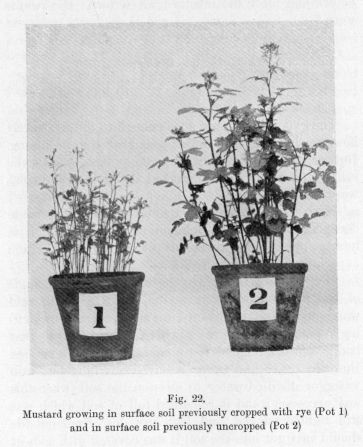 1
2
Fig. 22.
Mustard growing in surface soil previously cropped with rye (Pot 1)
and in surface soil previously uncropped (Pot 2)